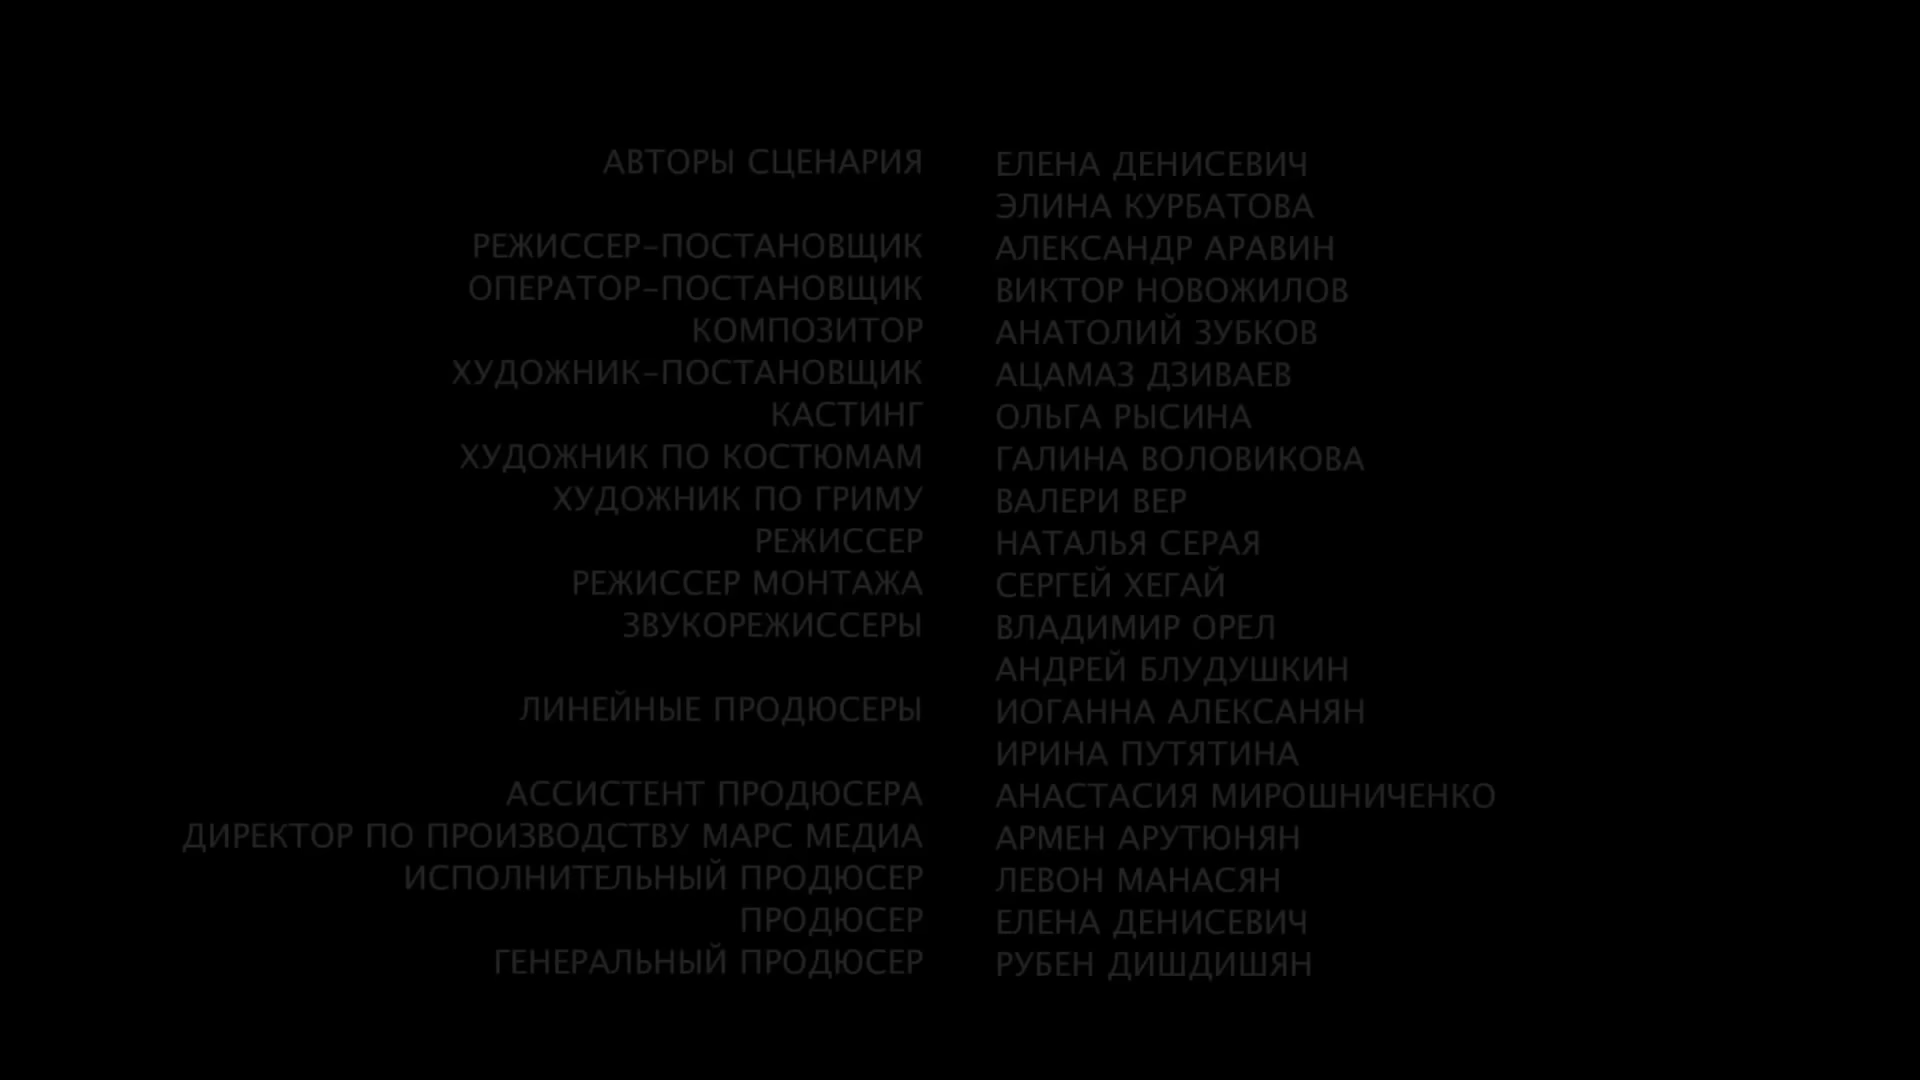 АВТОРЫ СЦЕНАРИЯ ЕЛЕНА ДЕНИСЕВИЧ
ЭЛИНА КУРБАТОВА
РЕЖИССЕР-ПОСТАНОВЩИК АЛЕКСАНДР АРАВИН
ОПЕРАТОР-ПОСТАНОВЩИК ВИКТОР НОВОЖИЛОВ
КОМПОЗИТОР АНАТОЛИЙ ЗУБКОВ
ХУДОЖНИК-ПОСТАНОВЩИК АЦАМАЗ ДЗИВАЕВ
КАСТИНГ ОЛЬГА РЫСИНА
ХУДОЖНИК ПО КОСТЮМАМ ГАЛИНА ВОЛОВИКОВА
ХУДОЖНИК ПО ГРИМУ ВАЛЕРИ ВЕР
РЕЖИССЕР НАТАЛЬЯ СЕРАЯ
РЕЖИССЕР МОНТАЖА СЕРГЕЙ ХЕГАЙ
ЗВУКОРЕЖИССЕРЫ ВЛАДИМИР ОРЕЛ
АНДРЕЙ БЛУДУШКИН
ЛИНЕЙНЫЕ ПРОДЮСЕРЫ ИОГАННА АЛЕКСАНЯН
ИРИНА ПУТЯТИНА
АССИСТЕНТ ПРОДЮСЕРА АНАСТАСИЯ МИРОШНИЧЕНКО
ДИРЕКТОР ПО ПРОИЗВОДСТВУ МАРС МЕДИА АРМЕН АРУТЮНЯН
ИСПОЛНИТЕЛЬНЫЙ ПРОДЮСЕР ЛЕВОН МАНАСЯН
ПРОДЮСЕР ЕЛЕНА ДЕНИСЕВИЧ
ГЕНЕРАЛЬНЫЙ ПРОДЮСЕР РУБЕН ДИШДИШЯН